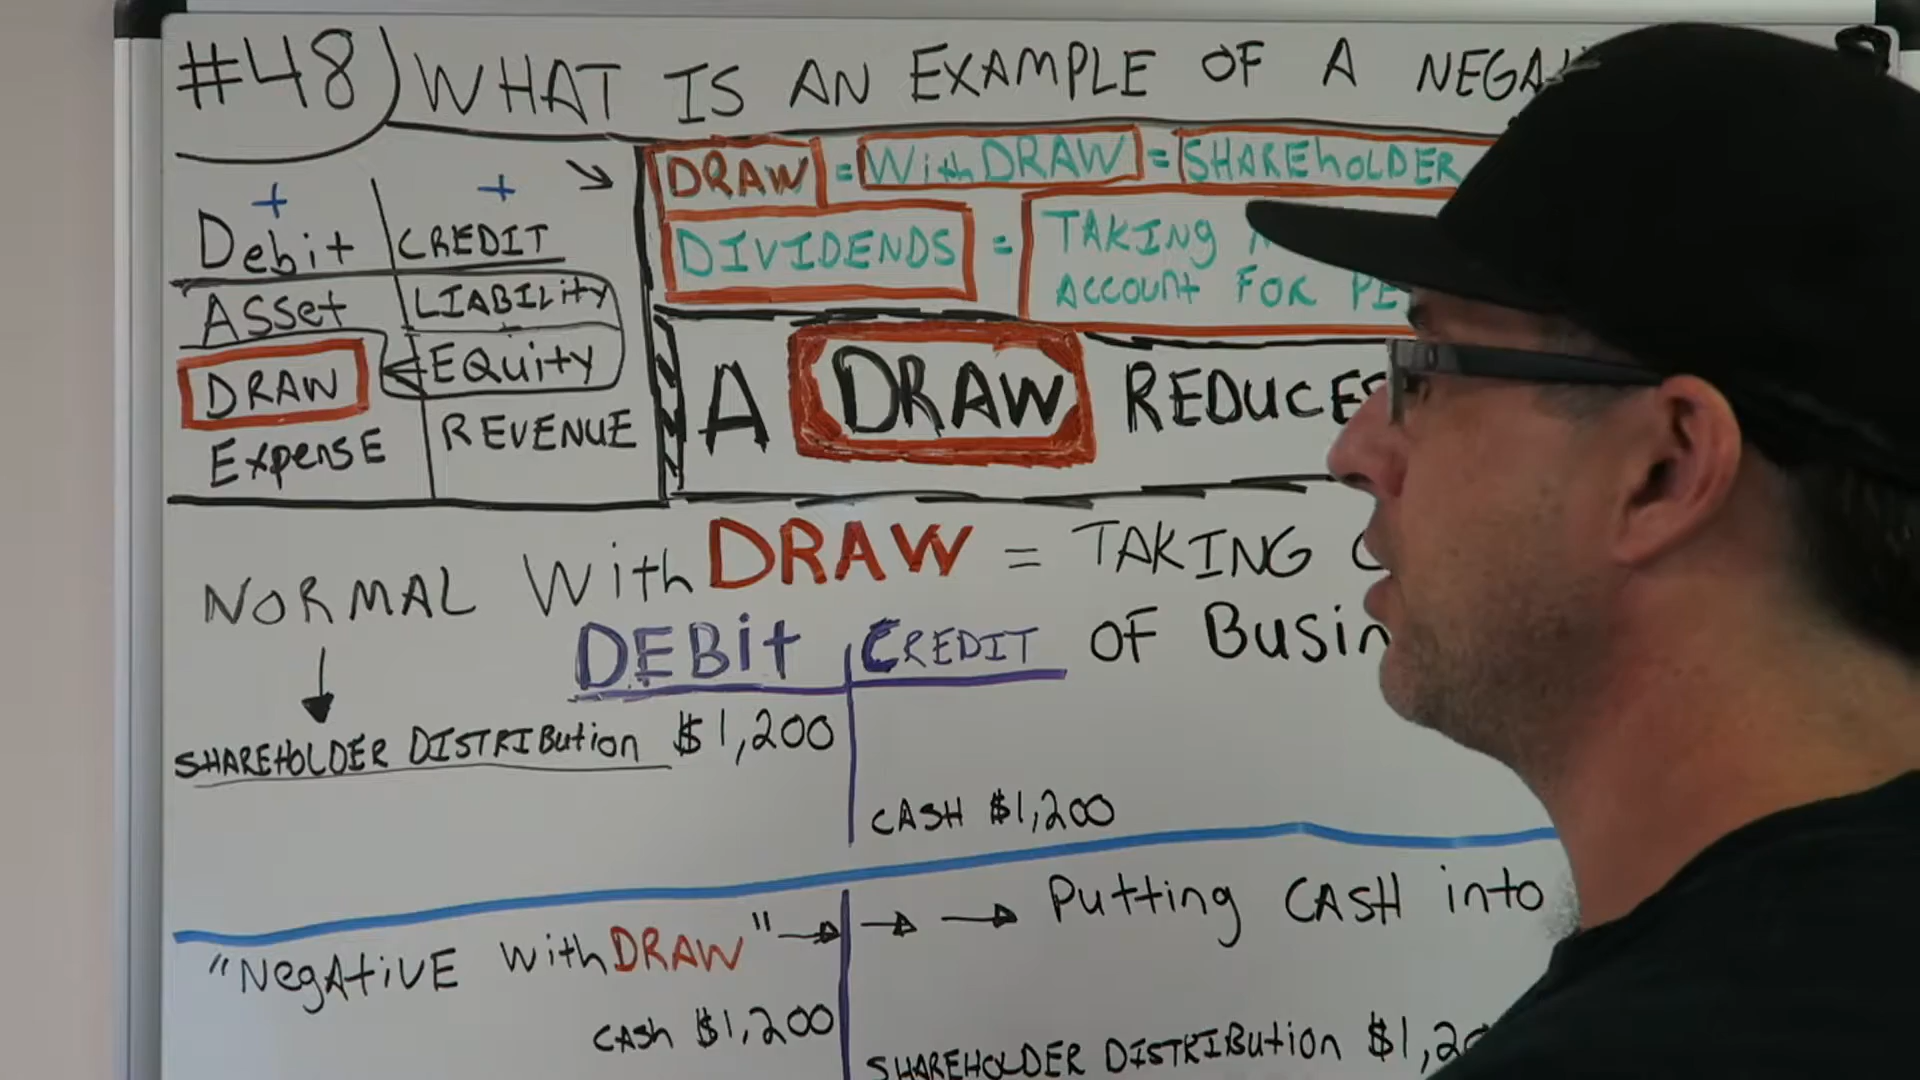 #48) WHAT IS AN EXAMPLE OF A
+ +
Debit CREDIT
Asset LIABILity
DRAW EQuity
ExpenSE REVENUE
DRAW = WithDRAW = SHAREhOLDER
DIVIDENDS = TAKINg
Account FOR
A DRAW REDUCES
NORMAL WithDRAW = TAKING
DEBit CREDIT OF Busin
SHAREHOLDER DISTRIBution $1,200
CASH $1,200
"NegAtiVE withDRAW" Putting CASH into
CASh $1,200
SHAREHOLDER DISTRIBution $1,20